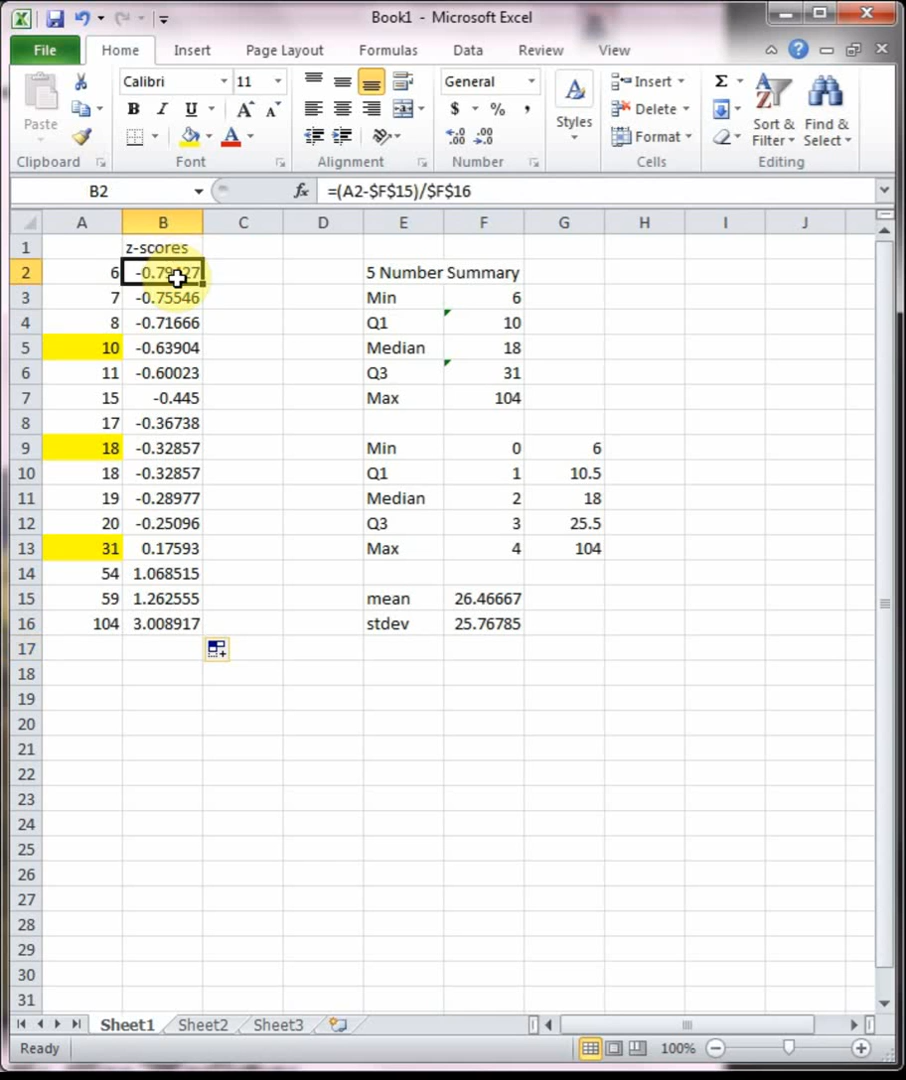 Book1 - Microsoft Excel
File Home Insert Page Layout Formulas Data Review View
Calibri 11 General Insert Σ
B I U A A $ % , Delete
Paste A Styles Format Sort & Filter Find & Select
Clipboard Font Alignment Number Cells Editing
B2 fx =(A2-$F$15)/$F$16
A B C D E F G H I J
1 z-scores
2 6 5 Number Summary
3 7 -0.75546 Min 6
4 8 -0.71666 Q1 10
5 10 -0.63904 Median 18
6 11 -0.60023 Q3 31
7 15 -0.445 Max 104
8 17 -0.36738
9 18 -0.32857 Min 0 6
10 18 -0.32857 Q1 1 10.5
11 19 -0.28977 Median 2 18
12 20 -0.25096 Q3 3 25.5
13 31 0.17593 Max 4 104
14 54 1.068515
15 59 1.262555 mean 26.46667
16 104 3.008917 stdev 25.76785
17
18
19
20
21
22
23
24
25
26
27
28
29
30
31
Sheet1 Sheet2 Sheet3
Ready 100%